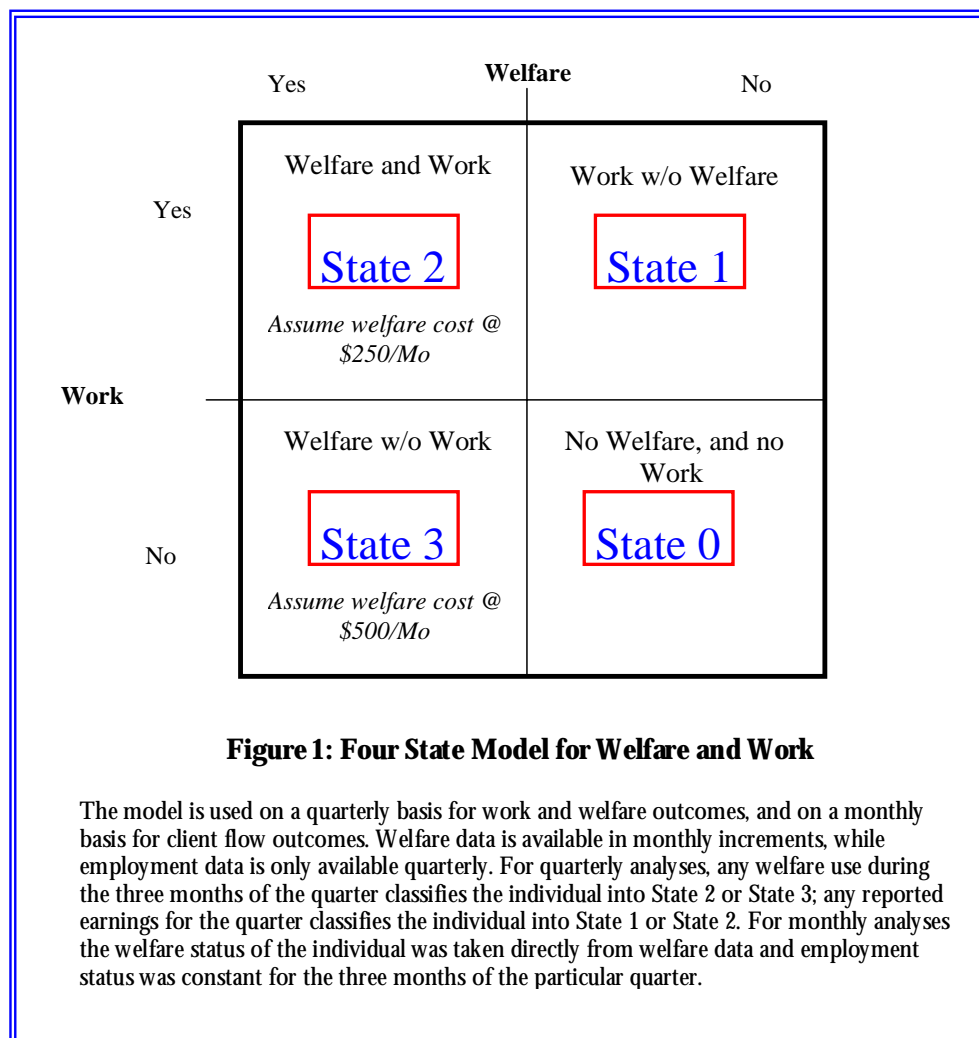 Welfare
Yes
No
Welfare and Work
Work w/o Welfare
Yes
State 2
State 1
Assume welfare cost @
$250/Mo
Work
Welfare w/o Work
No Welfare, and no
Work
No
State 3
State 0
Assume welfare cost @
$500/Mo
Figure 1: Four State Model for Welfare and Work
The model is used on a quarterly basis for work and welfare outcomes, and on a monthly
basis for client flow outcomes. Welfare data is available in monthly increments, while
employment data is only available quarterly. For quarterly analyses, any welfare use during
the three months of the quarter classifies the individual into State 2 or State 3; any reported
earnings for the quarter classifies the individual into State 1 or State 2. For monthly analyses
the welfare status of the individual was taken directly from welfare data and employment
status was constant for the three months of the particular quarter.